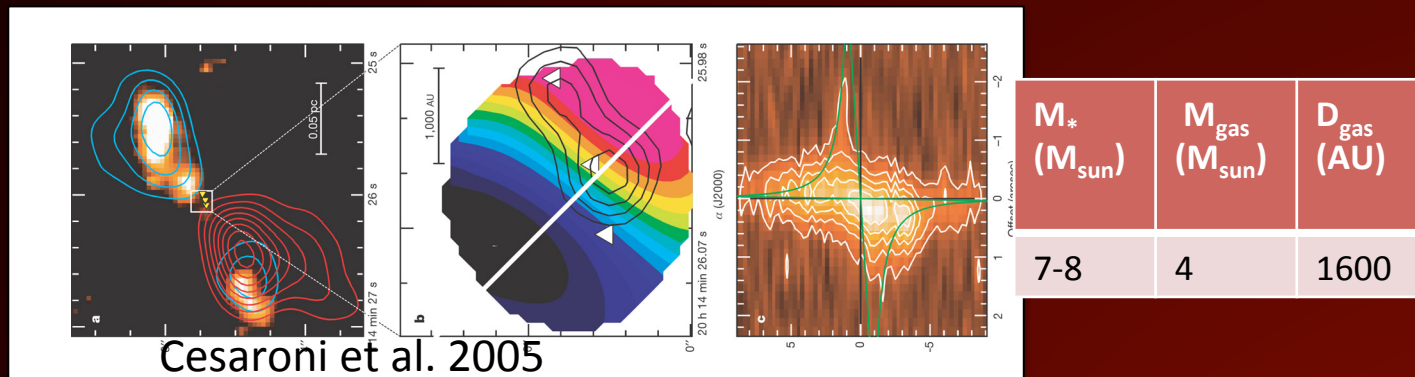 a
0.05 pc
25 s
26 s
14 min 27 s
b
1,000 AU
25.98 s
α (J2000)
20 h 14 min 26.07 s
0"
c
-2
-1
0
1
2
5
0
-5
M*
(Msun)
Mgas
(Msun)
Dgas
(AU)
7-8
4
1600
Cesaroni et al. 2005